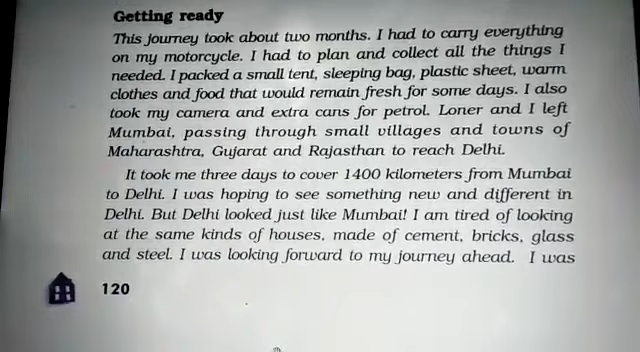 Getting ready
This journey took about two months. I had to carry everything
on my motorcycle. I had to plan and collect all the things I
needed. I packed a small tent, sleeping bag, plastic sheet, warm
clothes and food that would remain fresh for some days. I also
took my camera and extra cans for petrol. Loner and I left
Mumbai, passing through small villages and towns of
Maharashtra, Gujarat and Rajasthan to reach Delhi.
It took me three days to cover 1400 kilometers from Mumbai
to Delhi. I was hoping to see something new and different in
Delhi. But Delhi looked just like Mumbai! I am tired of looking
at the same kinds of houses, made of cement, bricks, glass
and steel. I was looking forward to my journey ahead. I was
120